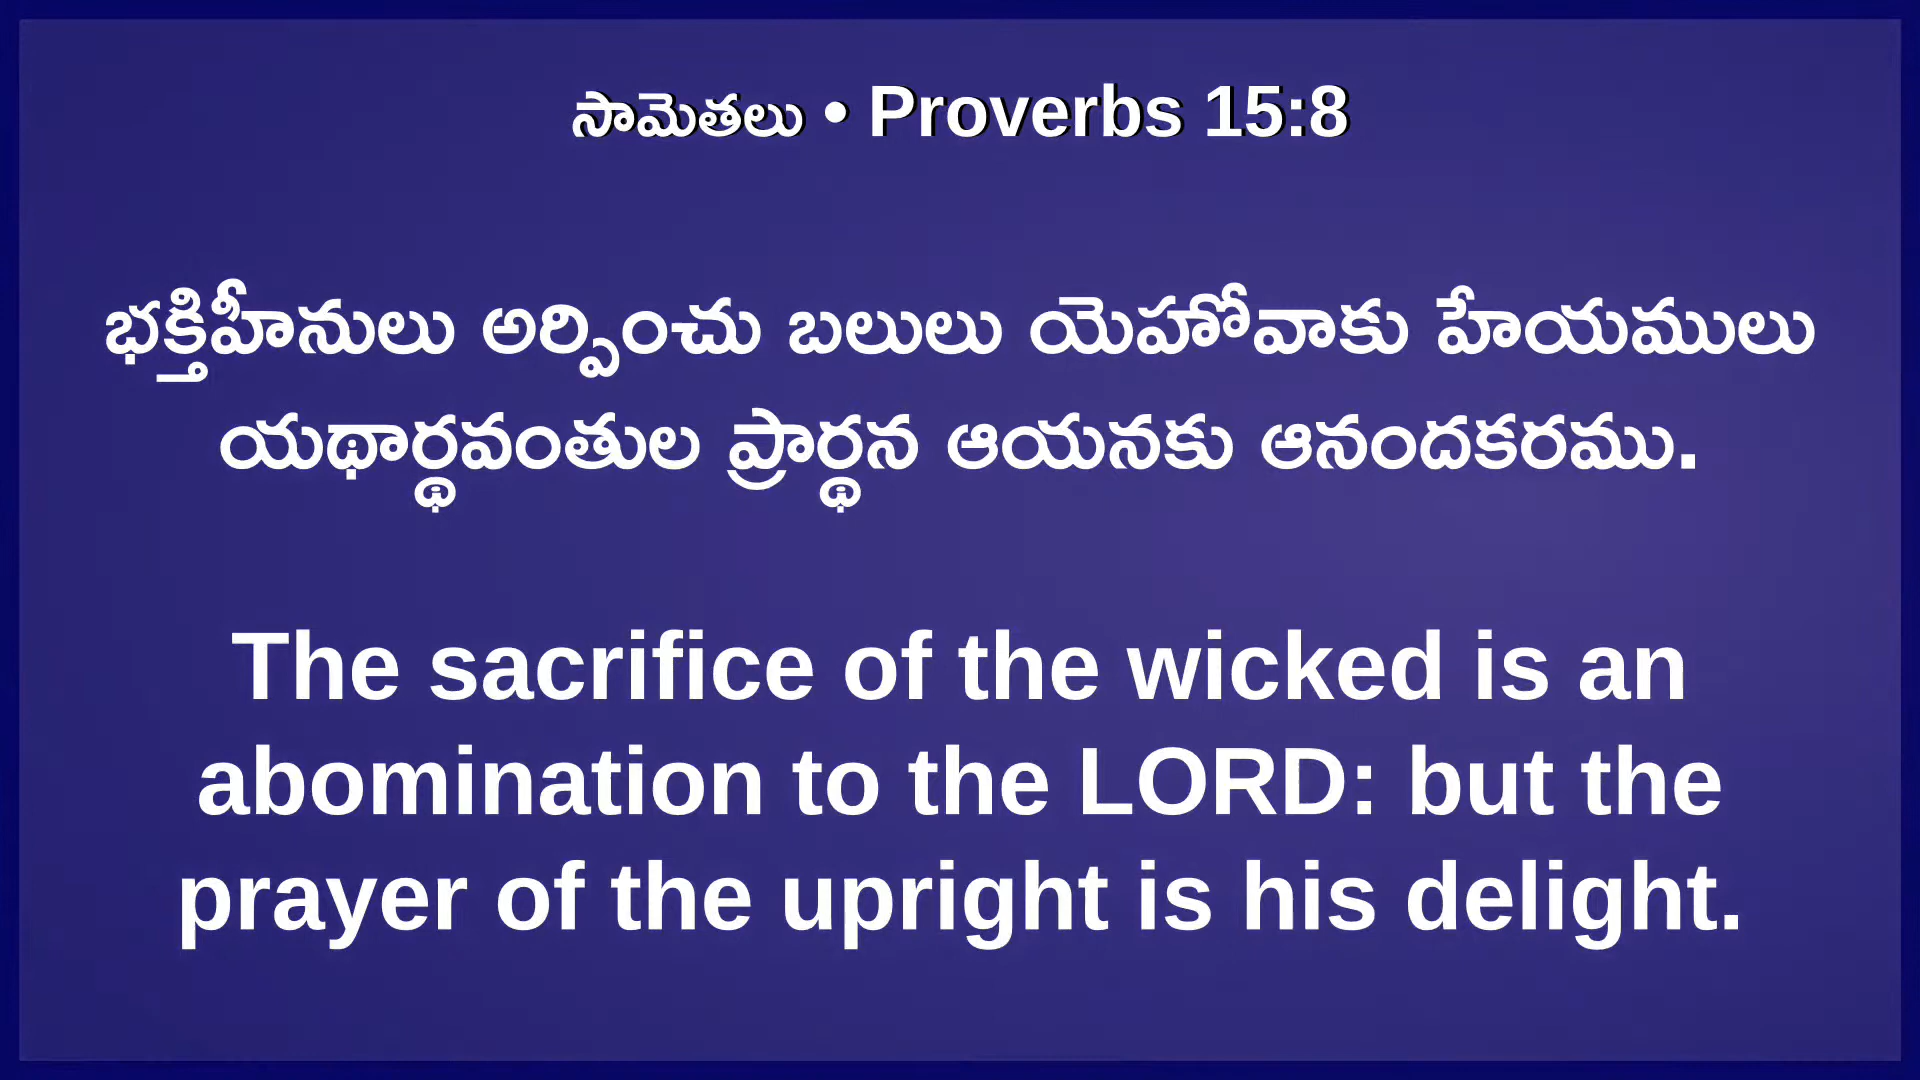 సామెతలు • Proverbs 15:8
భక్తిహీనులు అర్పించు బలులు యెహోవాకు హేయములు
యథార్థవంతుల ప్రార్థన ఆయనకు ఆనందకరము.
The sacrifice of the wicked is an
abomination to the LORD: but the
prayer of the upright is his delight.